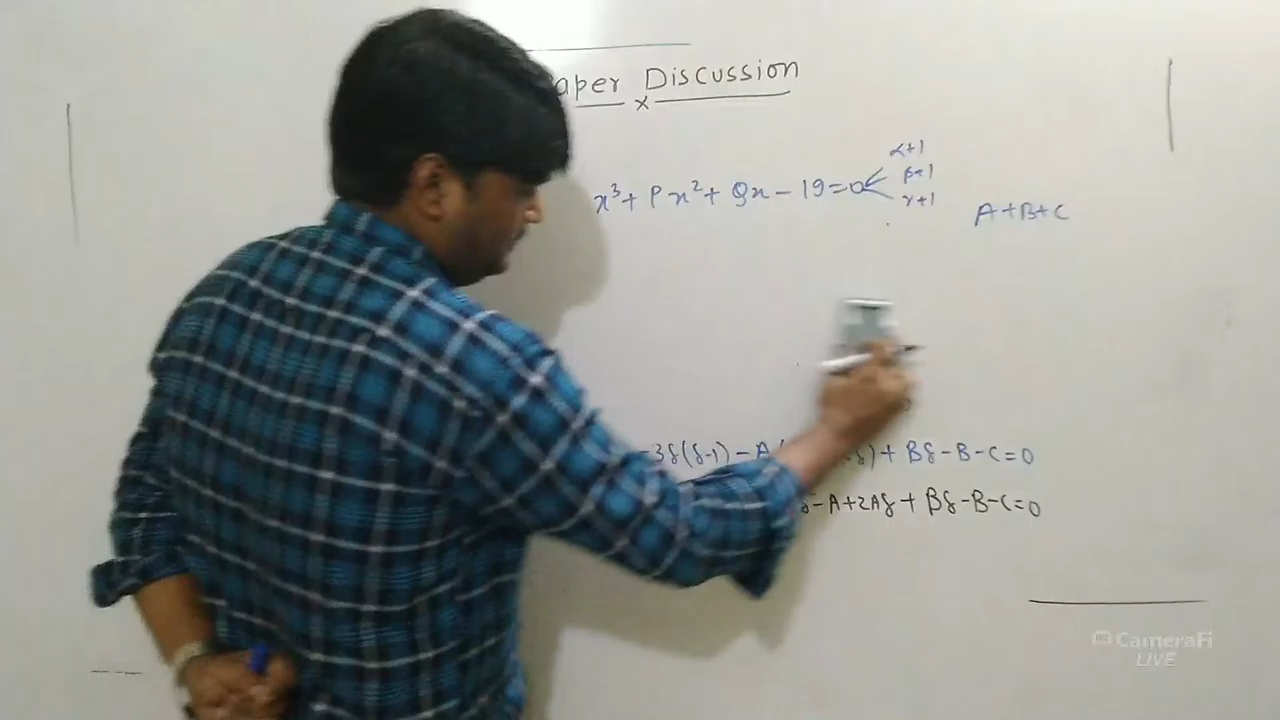 aper Discussion
x
α+1
x³ + Px² + Qx - 19 = 0
β+1
γ+1
A+B+C
-3δ(δ-1) - A δ) + Bδ - B - C = 0
δ - A + 2Aδ + Bδ - B - C = 0
CameraFi
LIVE